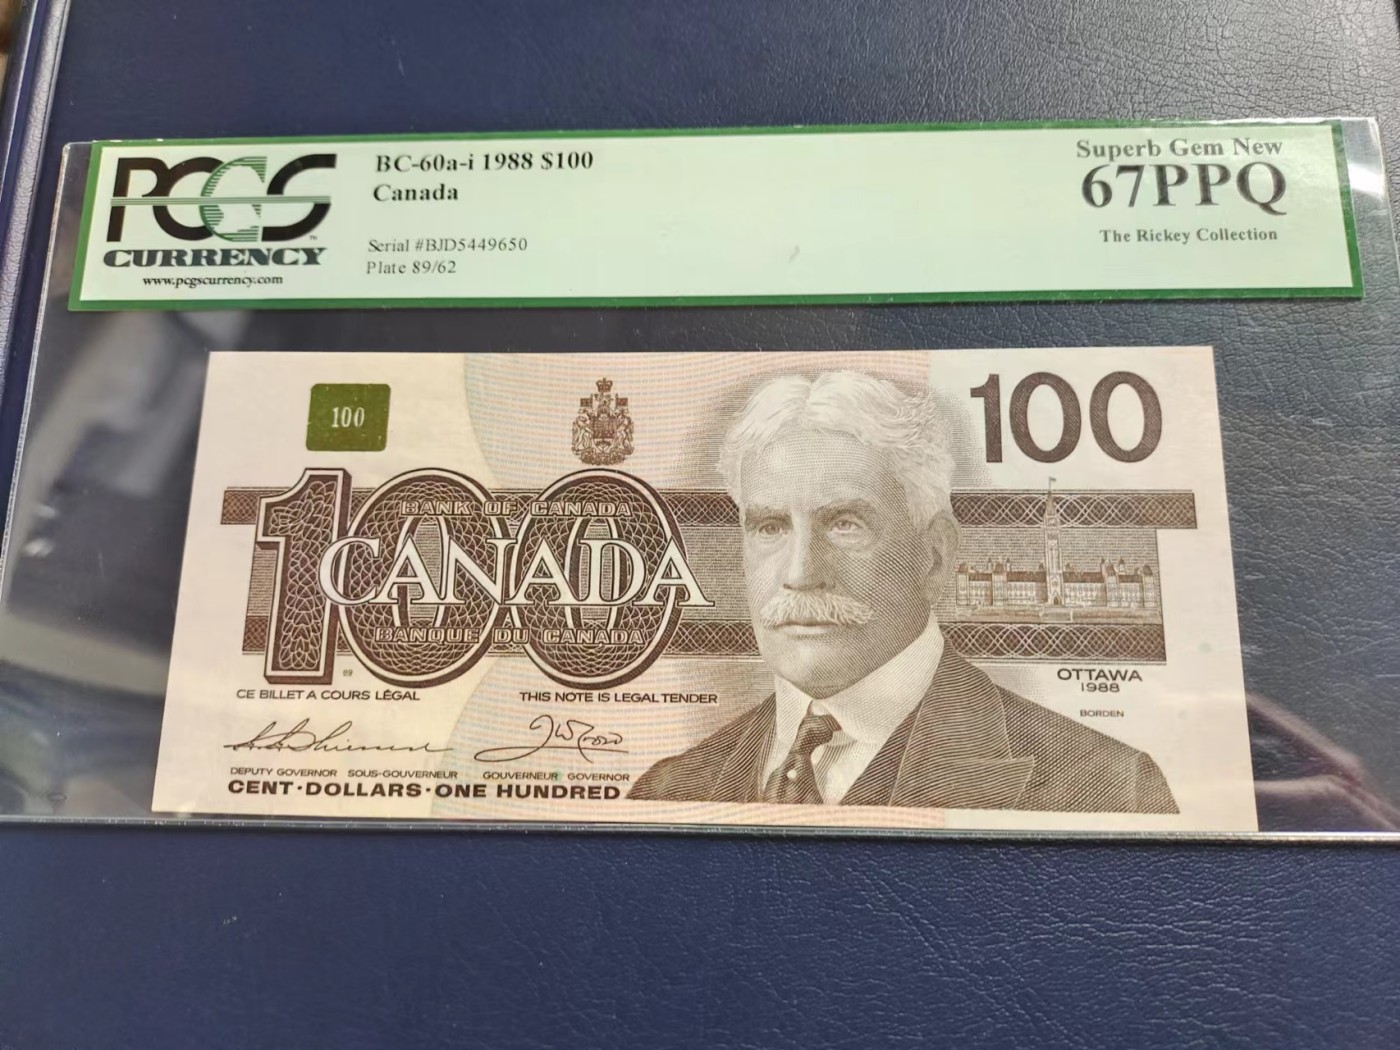 PCGS
CURRENCY
www.pcgscurrency.com
BC-60a-i 1988 $100
Canada
Serial #BJD5449650
Plate 89/62
Superb Gem New
67PPQ
The Rickey Collection
100
100
100
BANK OF CANADA
CANADA
BANQUE DU CANADA
89
CE BILLET A COURS LÉGAL
THIS NOTE IS LEGAL TENDER
OTTAWA
1988
BORDEN
DEPUTY GOVERNOR SOUS-GOUVERNEUR GOUVERNEUR GOVERNOR
CENT·DOLLARS·ONE HUNDRED